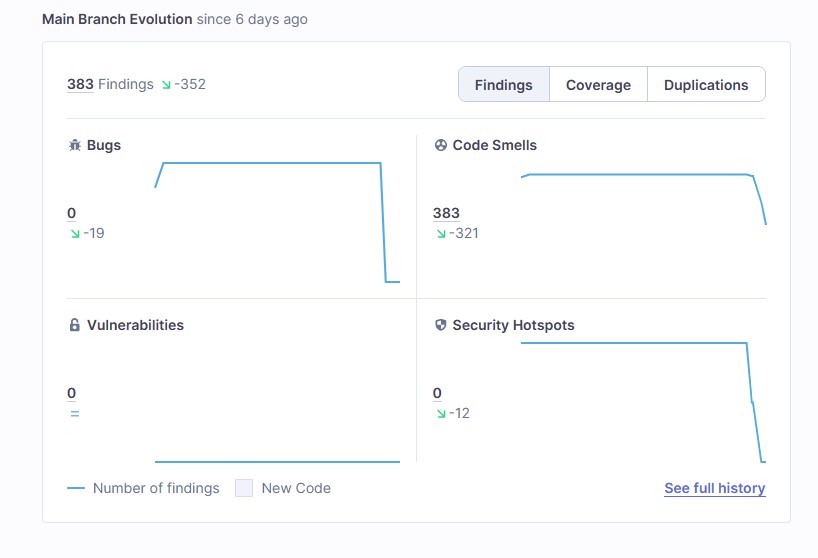 Main Branch Evolution since 6 days ago
383 Findings -352
Findings Coverage Duplications
Bugs
0
-19
Code Smells
383
-321
Vulnerabilities
0
=
Security Hotspots
0
-12
Number of findings New Code
See full history